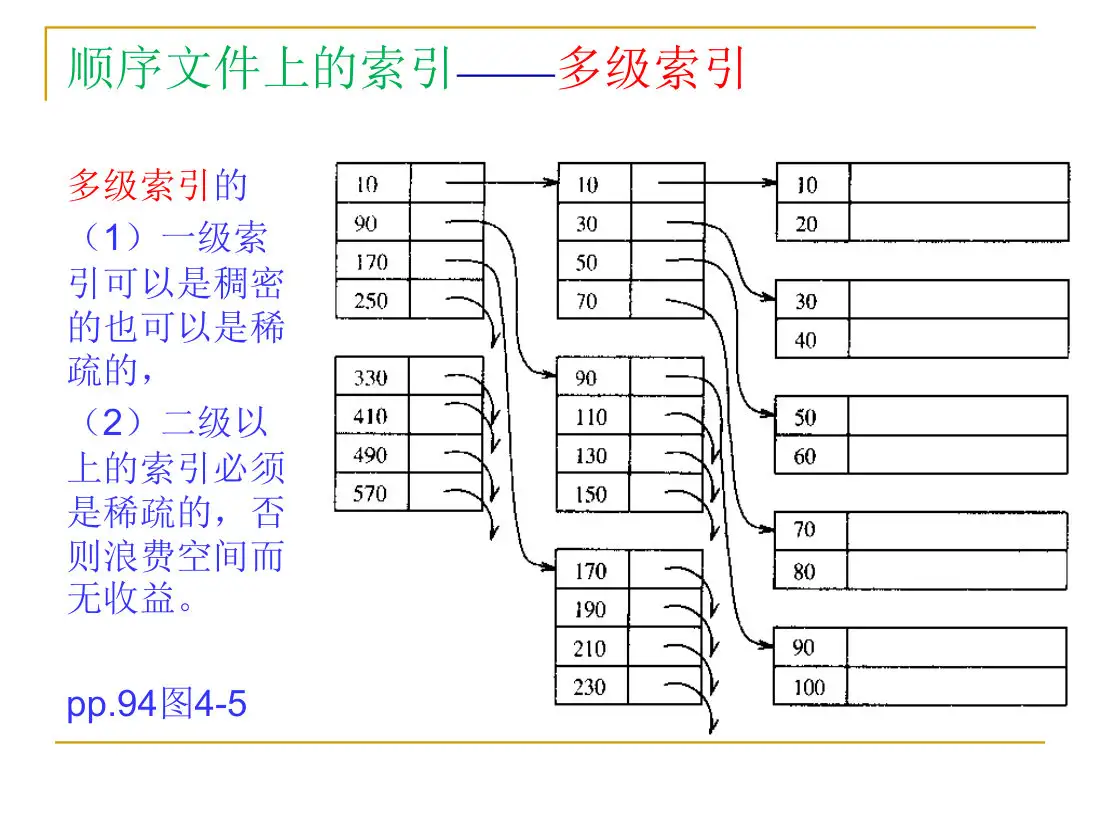 顺序文件上的索引——多级索引
多级索引的
（1）一级索
引可以是稠密
的也可以是稀
疏的，
（2）二级以
上的索引必须
是稀疏的，否
则浪费空间而
无收益。
pp.94图4-5
10
90
170
250
330
410
490
570
10
30
50
70
90
110
130
150
170
190
210
230
10
20
30
40
50
60
70
80
90
100